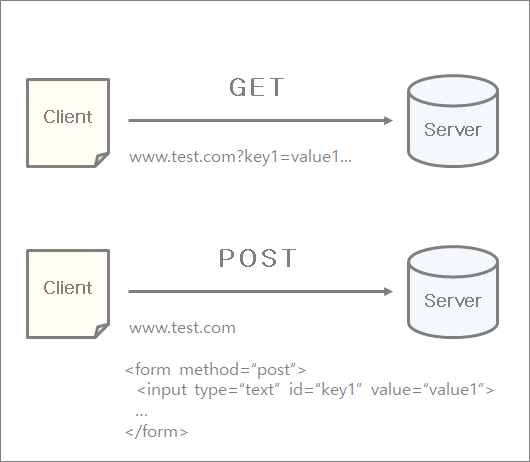 GET
Client
Server
www.test.com?key1=value1...
POST
Client
Server
www.test.com
<form method=“post”>
<input type=“text” id=“key1” value=“value1”>
...
</form>